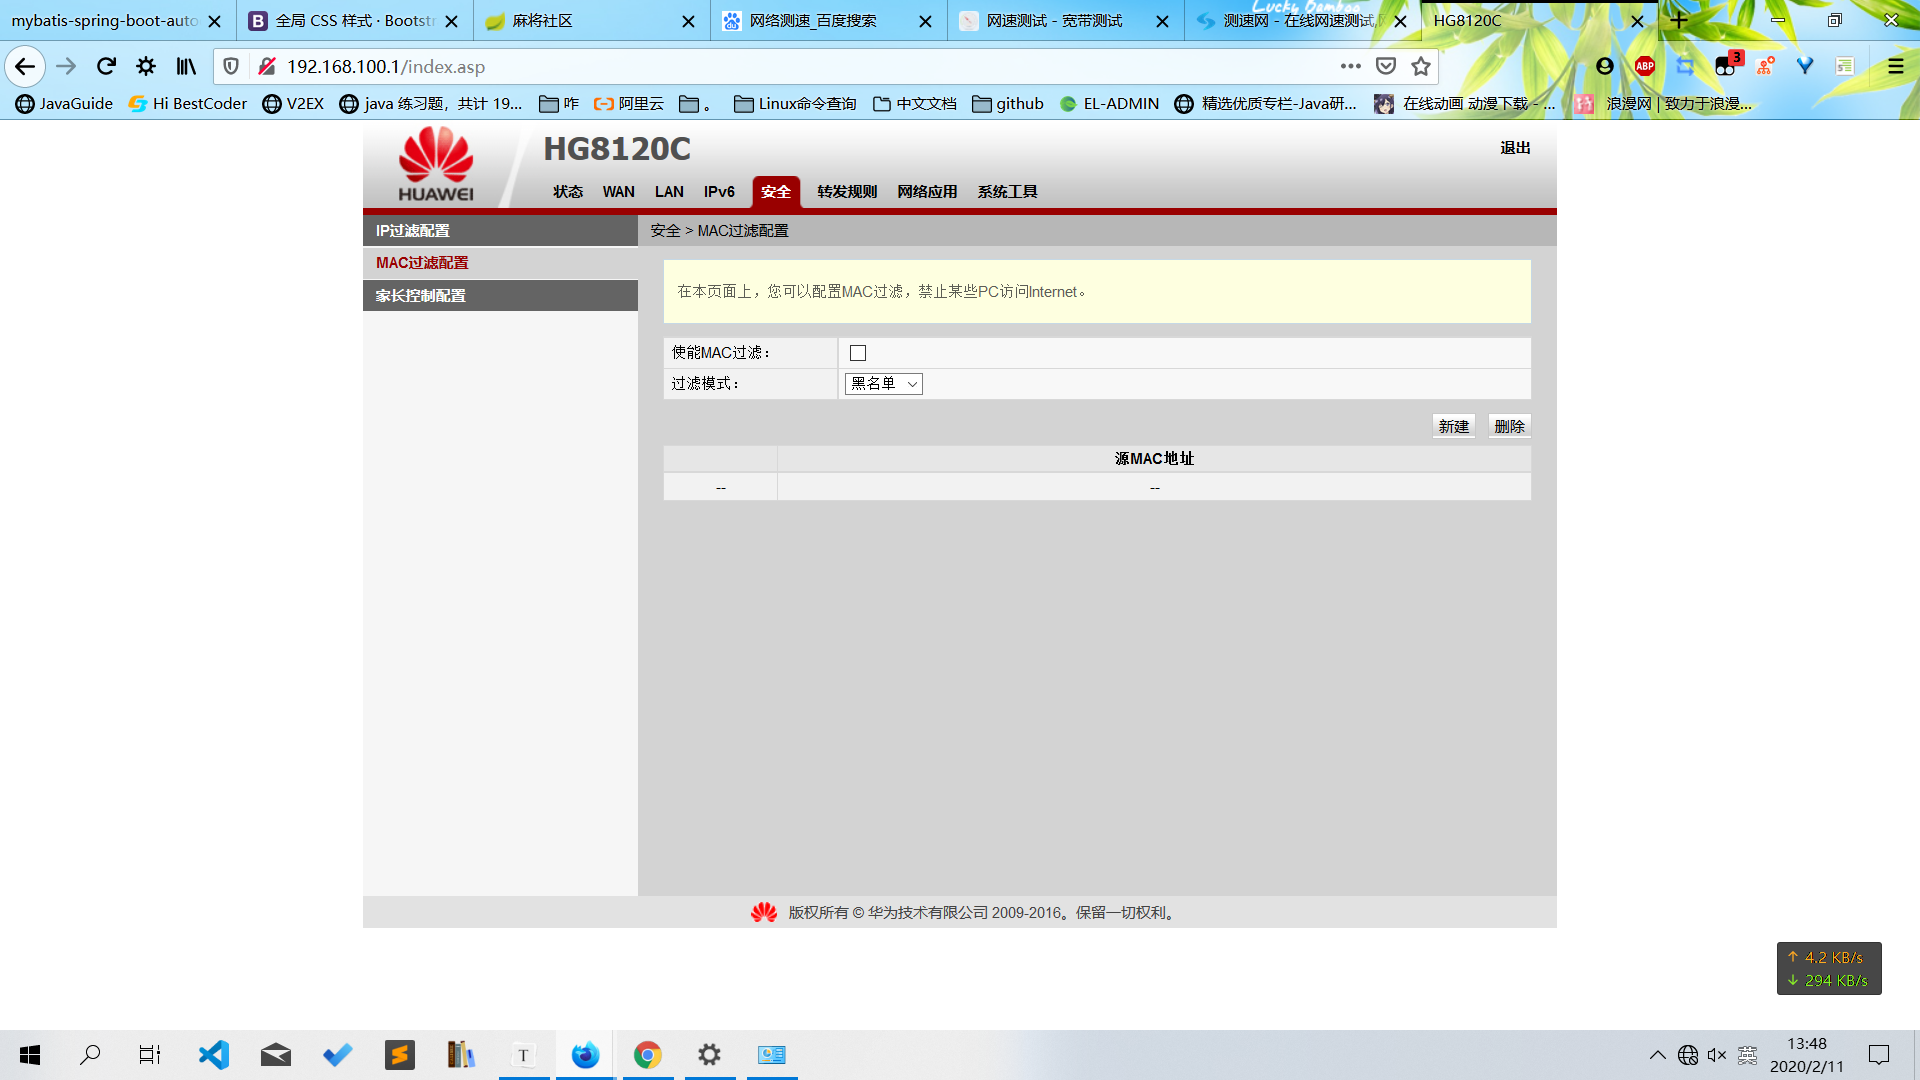 mybatis-spring-boot-auto
全局 CSS 样式 · Bootstr
麻将社区
网络测速_百度搜索
网速测试 - 宽带测试
测速网 - 在线网速测试,网
HG8120C
Lucky Bamboo
192.168.100.1/index.asp
ABP
3
JavaGuide
Hi BestCoder
V2EX
java 练习题，共计 19...
咋
阿里云
。
Linux命令查询
中文文档
github
EL-ADMIN
精选优质专栏-Java研...
在线动画 动漫下载 - ...
浪漫网 | 致力于浪漫...
HUAWEI
HG8120C
退出
状态 WAN LAN IPv6 安全 转发规则 网络应用 系统工具
IP过滤配置
MAC过滤配置
家长控制配置
安全 > MAC过滤配置
在本页面上，您可以配置MAC过滤，禁止某些PC访问Internet。
使能MAC过滤：
过滤模式：
黑名单
新建 删除
源MAC地址
-- --
版权所有 © 华为技术有限公司 2009-2016。保留一切权利。
↑ 4.2 KB/s
↓ 294 KB/s
T
英
13:48
2020/2/11